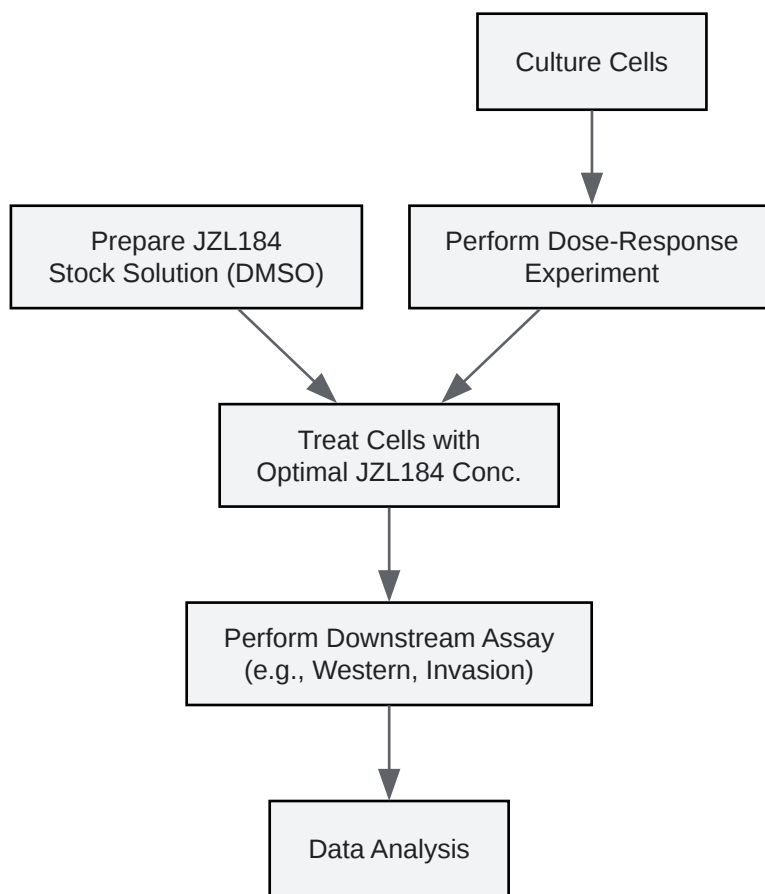 Culture Cells
Prepare JZL184
Stock Solution (DMSO)
Perform Dose-Response
Experiment
Treat Cells with
Optimal JZL184 Conc.
Perform Downstream Assay
(e.g., Western, Invasion)
Data Analysis